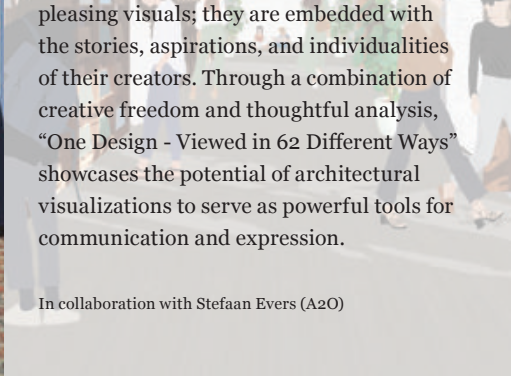 pleasing visuals; they are embedded with
the stories, aspirations, and individualities
of their creators. Through a combination of
creative freedom and thoughtful analysis,
“One Design - Viewed in 62 Different Ways”
showcases the potential of architectural
visualizations to serve as powerful tools for
communication and expression.
In collaboration with Stefaan Evers (A2O)